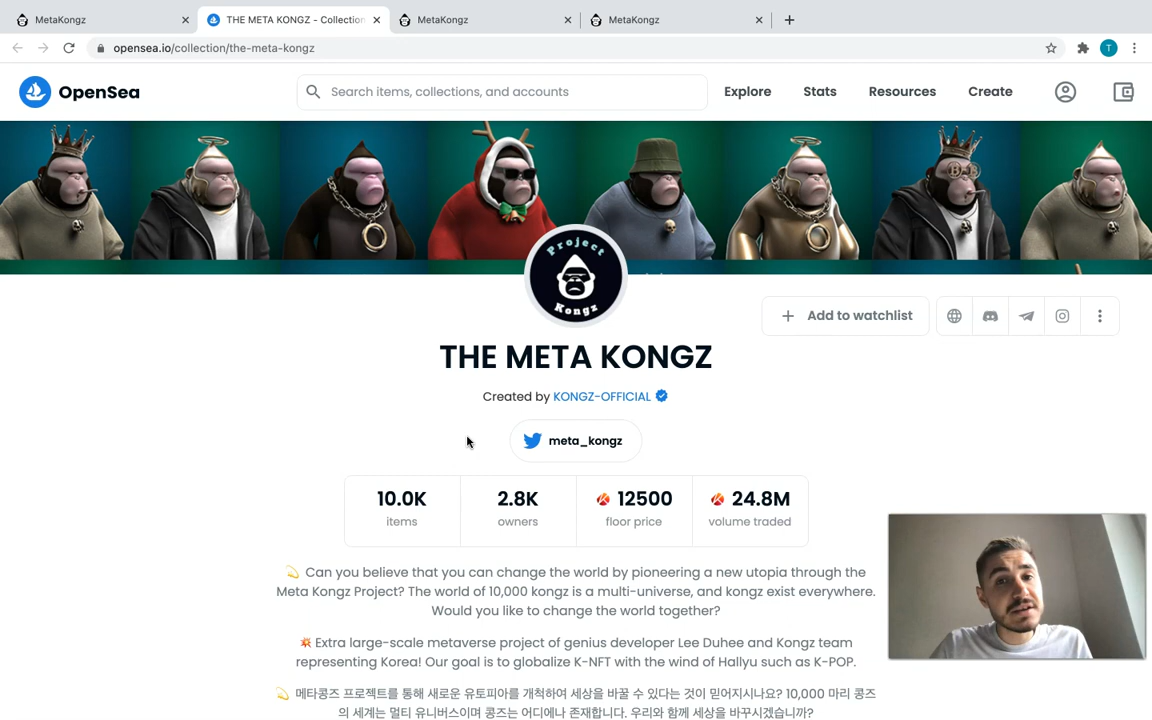 MetaKongz
THE META KONGZ - Collection
MetaKongz
MetaKongz
opensea.io/collection/the-meta-kongz
T
OpenSea
Search items, collections, and accounts
Explore
Stats
Resources
Create
Project
Kongz
Add to watchlist
THE META KONGZ
Created by KONGZ-OFFICIAL
meta_kongz
10.0K
2.8K
12500
24.8M
items
owners
floor price
volume traded
💫 Can you believe that you can change the world by pioneering a new utopia through the
Meta Kongz Project? The world of 10,000 kongz is a multi-universe, and kongz exist everywhere.
Would you like to change the world together?
💥 Extra large-scale metaverse project of genius developer Lee Duhee and Kongz team
representing Korea! Our goal is to globalize K-NFT with the wind of Hallyu such as K-POP.
💫 메타콩즈 프로젝트를 통해 새로운 유토피아를 개척하여 세상을 바꿀 수 있다는 것이 믿어지시나요? 10,000 마리 콩즈
의 세계는 멀티 유니버스이며 콩즈는 어디에나 존재합니다. 우리와 함께 세상을 바꾸시겠습니까?